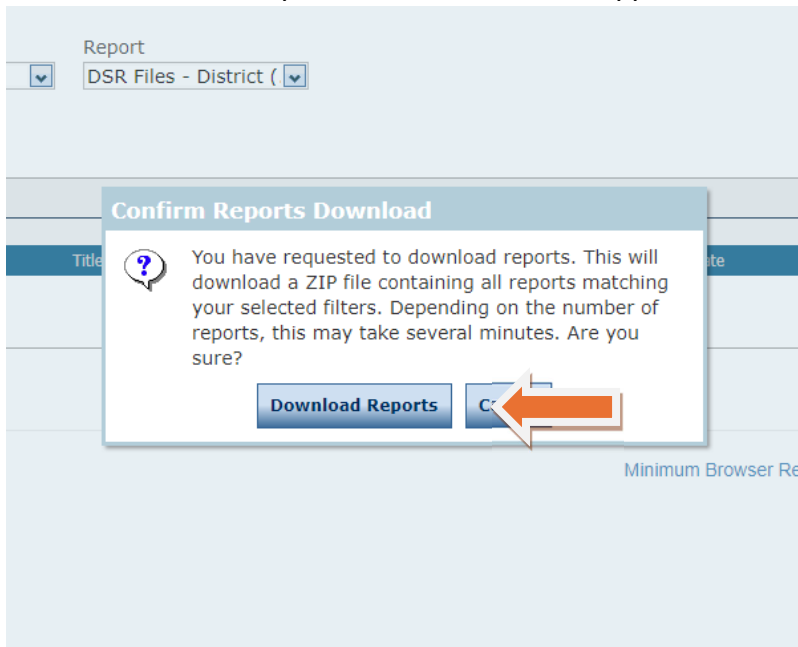 Report
DSR Files - District (
Confirm Reports Download
Title
You have requested to download reports. This will
download a ZIP file containing all reports matching
your selected filters. Depending on the number of
reports, this may take several minutes. Are you
sure?
Download Reports
Minimum Browser Re